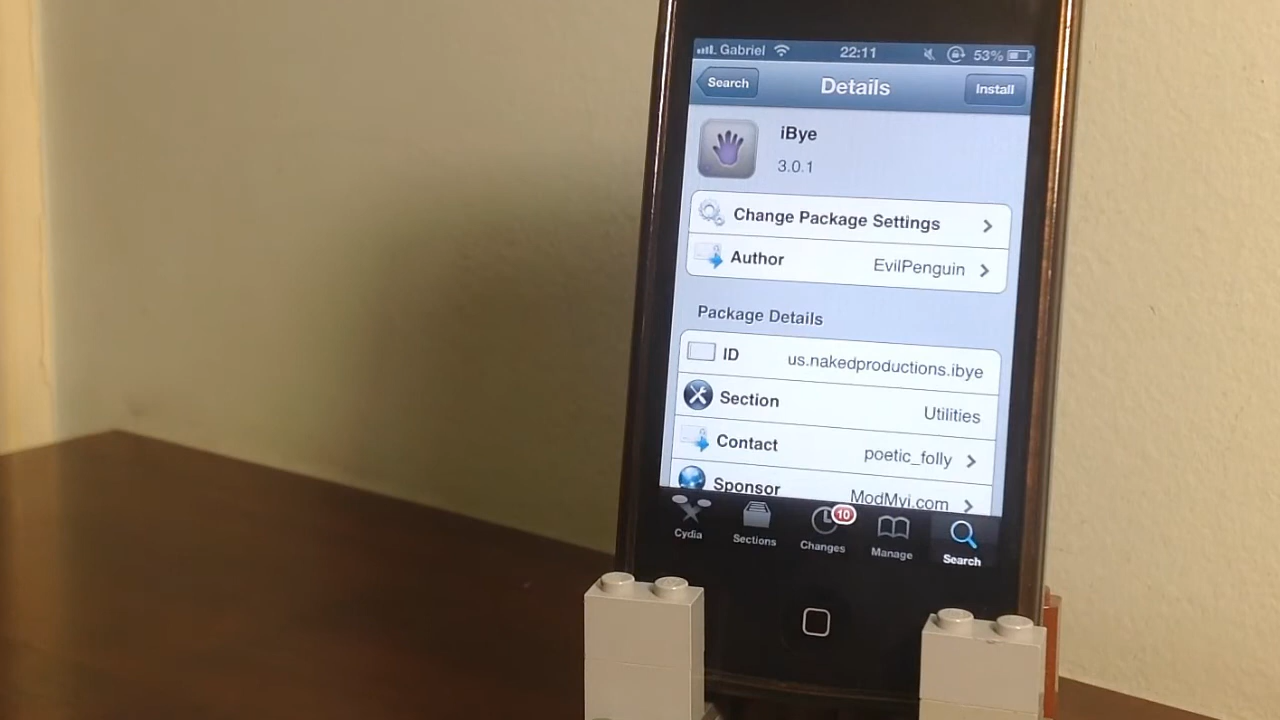 Gabriel 22:11 53%
Search Details Install
iBye
3.0.1
Change Package Settings
Author EvilPenguin
Package Details
ID us.nakedproductions.ibye
Section Utilities
Contact poetic_folly
Sponsor ModMyi.com
10
Cydia Sections Changes Manage Search